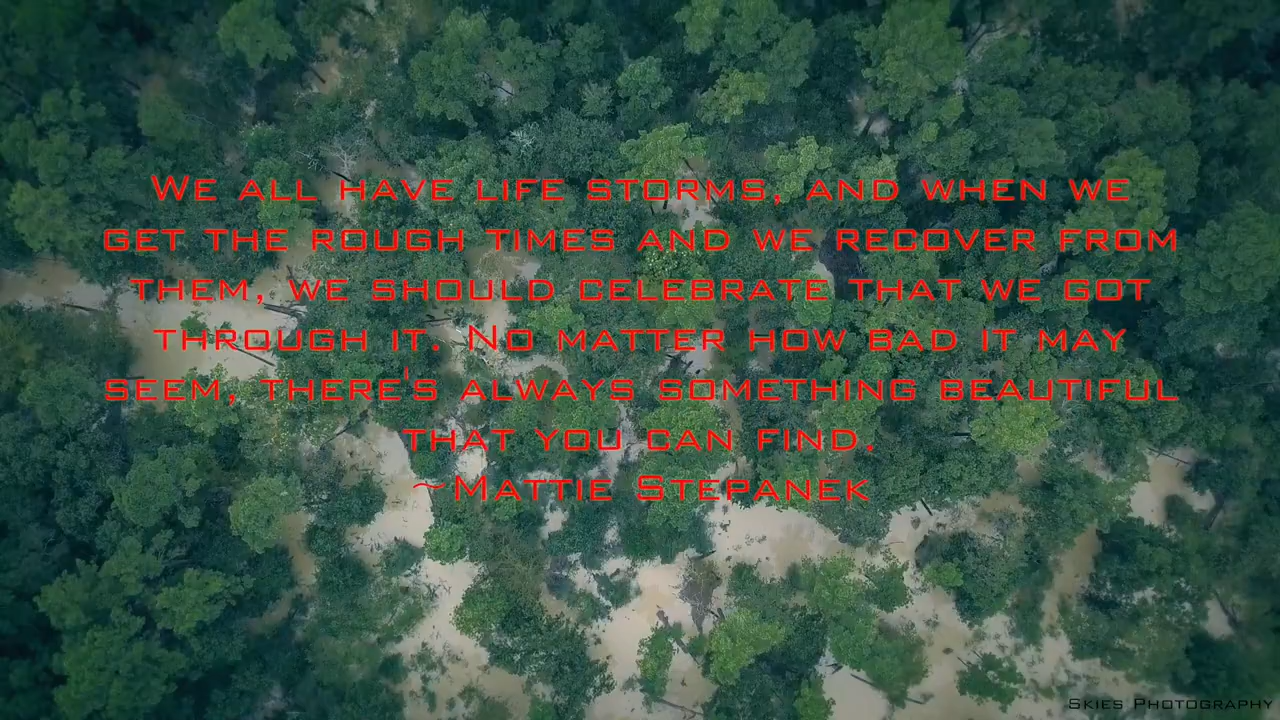 We all have life storms, and when we
get the rough times and we recover from
them, we should celebrate that we got
through it. No matter how bad it may
seem, there's always something beautiful
that you can find.
~Mattie Stepanek
Skies Photography